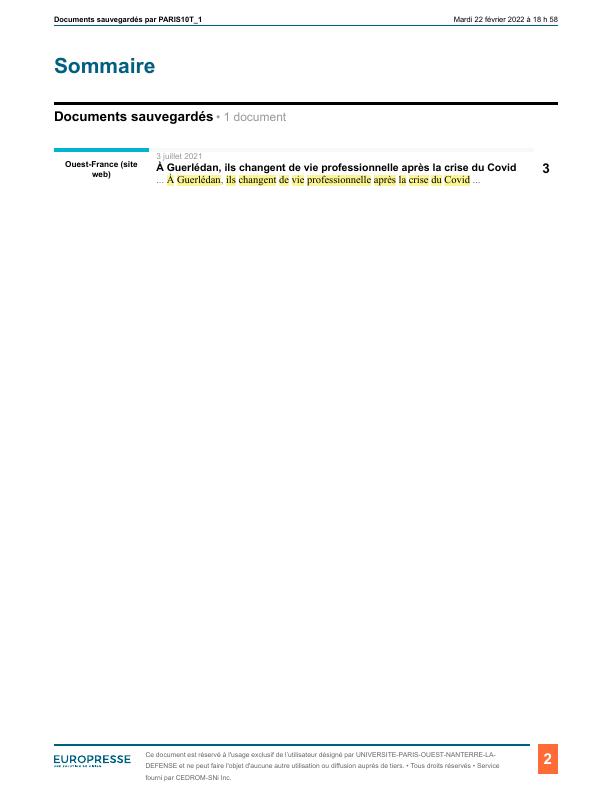 Documents sauvegardés par PARIS10T_1
Mardi 22 février 2022 à 18 h 58
Sommaire
Documents sauvegardés • 1 document
3 juillet 2021
Ouest-France (site
web)
À Guerlédan, ils changent de vie professionnelle après la crise du Covid
3
... À Guerlédan, ils changent de vie professionnelle après la crise du Covid ...
EUROPRESSE
Ce document est réservé à l'usage exclusif de l'utilisateur désigné par UNIVERSITE-PARIS-OUEST-NANTERRE-LA-
DEFENSE et ne peut faire l'objet d'aucune autre utilisation ou diffusion auprès de tiers. • Tous droits réservés • Service
fourni par CEDROM-SNi Inc.
2